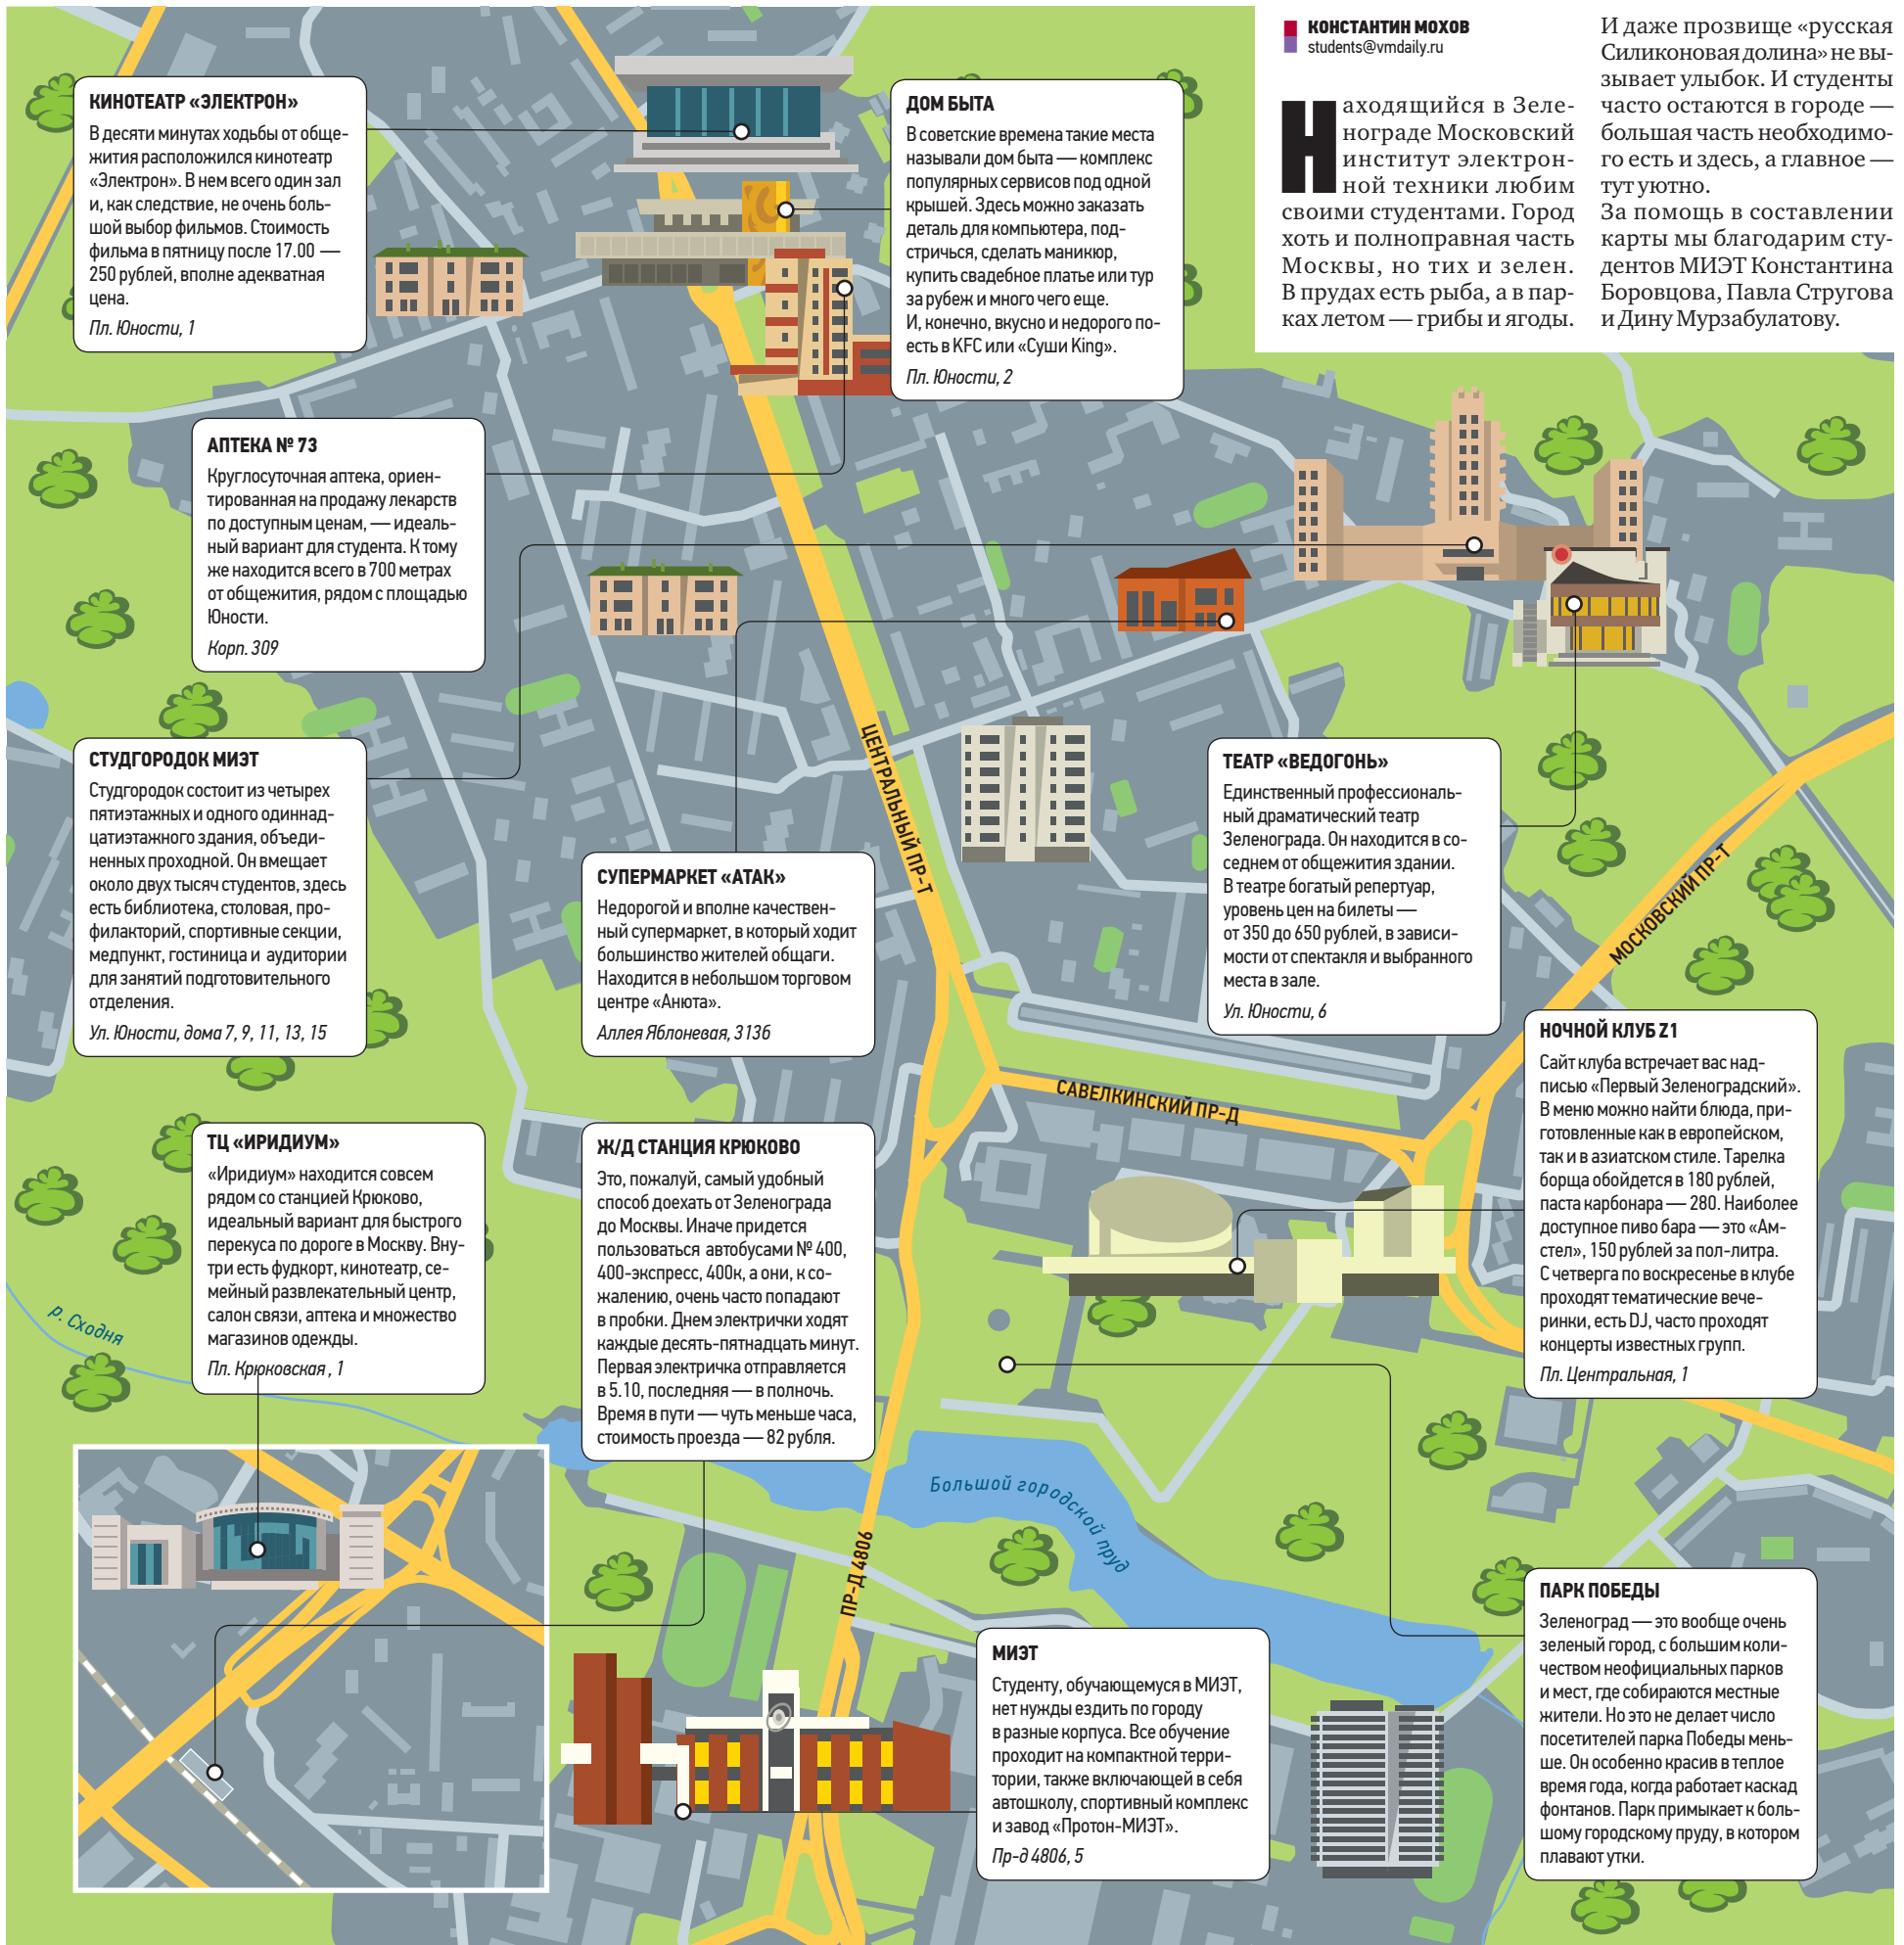 КОНСТАНТИН МОХОВ
students@vmdaily.ru
Находящийся в Зеле-
нограде Московский
институт электрон-
ной техники любим
своими студентами. Город
хоть и полноправная часть
Москвы, но тих и зелен.
В прудах есть рыба, а в пар-
ках летом — грибы и ягоды.
И даже прозвище «русская
Силиконовая долина» не вы-
зывает улыбок. И студенты
часто остаются в городе —
большая часть необходимо-
го есть и здесь, а главное —
тут уютно.
За помощь в составлении
карты мы благодарим сту-
дентов МИЭТ Константина
Боровцова, Павла Стругова
и Дину Мурзабулатову.
КИНОТЕАТР «ЭЛЕКТРОН»
В десяти минутах ходьбы от обще-
жития расположился кинотеатр
«Электрон». В нем всего один зал
и, как следствие, не очень боль-
шой выбор фильмов. Стоимость
фильма в пятницу после 17.00 —
250 рублей, вполне адекватная
цена.
Пл. Юности, 1
ДОМ БЫТА
В советские времена такие места
называли дом быта — комплекс
популярных сервисов под одной
крышей. Здесь можно заказать
деталь для компьютера, под-
стричься, сделать маникюр,
купить свадебное платье или тур
за рубеж и много чего еще.
И, конечно, вкусно и недорого по-
есть в KFC или «Суши King».
Пл. Юности, 2
АПТЕКА № 73
Круглосуточная аптека, ориен-
тированная на продажу лекарств
по доступным ценам, — идеаль-
ный вариант для студента. К тому
же находится всего в 700 метрах
от общежития, рядом с площадью
Юности.
Корп. 309
СТУДГОРОДОК МИЭТ
Студгородок состоит из четырех
пятиэтажных и одного одиннад-
цатиэтажного здания, объеди-
ненных проходной. Он вмещает
около двух тысяч студентов, здесь
есть библиотека, столовая, про-
филакторий, спортивные секции,
медпункт, гостиница и аудитории
для занятий подготовительного
отделения.
Ул. Юности, дома 7, 9, 11, 13, 15
СУПЕРМАРКЕТ «АТАК»
Недорогой и вполне качествен-
ный супермаркет, в который ходит
большинство жителей общаги.
Находится в небольшом торговом
центре «Анюта».
Аллея Яблоневая, 313б
ТЕАТР «ВЕДОГОНЬ»
Единственный профессиональ-
ный драматический театр
Зеленограда. Он находится в со-
седнем от общежития здании.
В театре богатый репертуар,
уровень цен на билеты —
от 350 до 650 рублей, в зависи-
мости от спектакля и выбранного
места в зале.
Ул. Юности, 6
ЦЕНТРАЛЬНЫЙ ПР-Т
МОСКОВСКИЙ ПР-Т
САВЕЛКИНСКИЙ ПР-Д
НОЧНОЙ КЛУБ Z1
Сайт клуба встречает вас над-
писью «Первый Зеленоградский».
В меню можно найти блюда, при-
готовленные как в европейском,
так и в азиатском стиле. Тарелка
борща обойдется в 180 рублей,
паста карбонара — 280. Наиболее
доступное пиво бара — это «Ам-
стел», 150 рублей за пол-литра.
С четверга по воскресенье в клубе
проходят тематические вече-
ринки, есть DJ, часто проходят
концерты известных групп.
Пл. Центральная, 1
ТЦ «ИРИДИУМ»
«Иридиум» находится совсем
рядом со станцией Крюково,
идеальный вариант для быстрого
перекуса по дороге в Москву. Вну-
три есть фудкорт, кинотеатр, се-
мейный развлекательный центр,
салон связи, аптека и множество
магазинов одежды.
Пл. Крюковская , 1
Ж/Д СТАНЦИЯ КРЮКОВО
Это, пожалуй, самый удобный
способ доехать от Зеленограда
до Москвы. Иначе придется
пользоваться автобусами № 400,
400-экспресс, 400к, а они, к со-
жалению, очень часто попадают
в пробки. Днем электрички ходят
каждые десять-пятнадцать минут.
Первая электричка отправляется
в 5.10, последняя — в полночь.
Время в пути — чуть меньше часа,
стоимость проезда — 82 рубля.
р. Сходня
Большой городской пруд
ПР-Д 4806
МИЭТ
Студенту, обучающемуся в МИЭТ,
нет нужды ездить по городу
в разные корпуса. Все обучение
проходит на компактной терри-
тории, также включающей в себя
автошколу, спортивный комплекс
и завод «Протон-МИЭТ».
Пр-д 4806, 5
ПАРК ПОБЕДЫ
Зеленоград — это вообще очень
зеленый город, с большим коли-
чеством неофициальных парков
и мест, где собираются местные
жители. Но это не делает число
посетителей парка Победы мень-
ше. Он особенно красив в теплое
время года, когда работает каскад
фонтанов. Парк примыкает к боль-
шому городскому пруду, в котором
плавают утки.